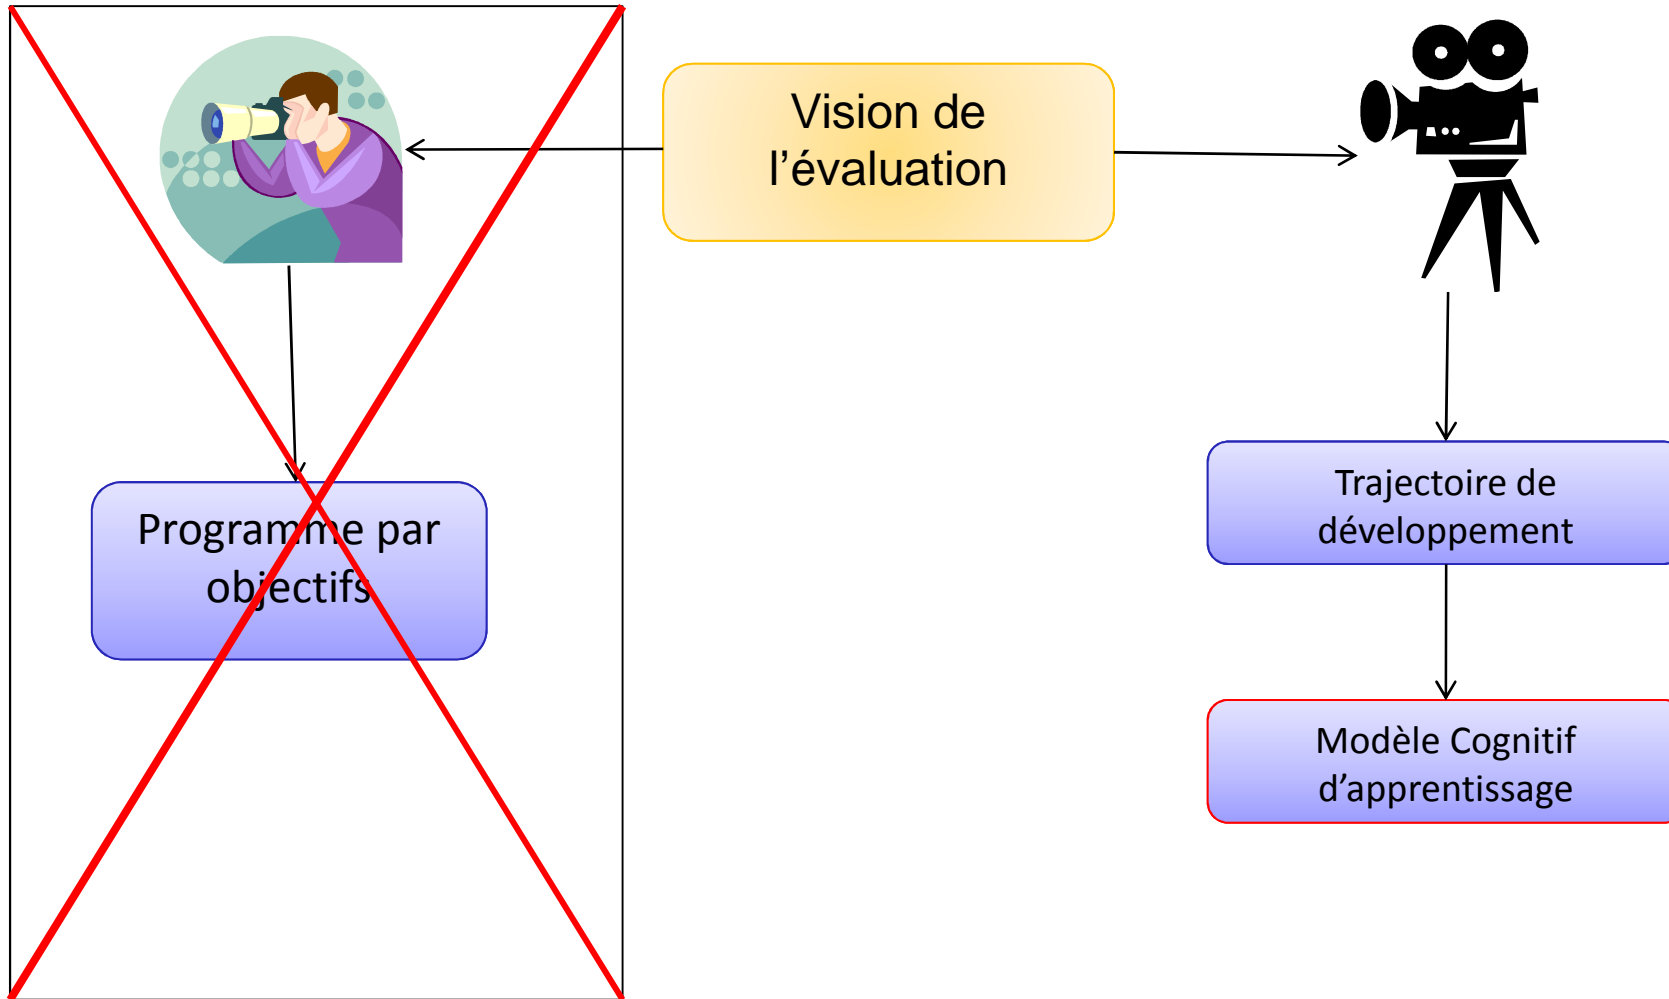 Vision de
l’évaluation
Programme par
objectifs
Trajectoire de
développement
Modèle Cognitif
d’apprentissage